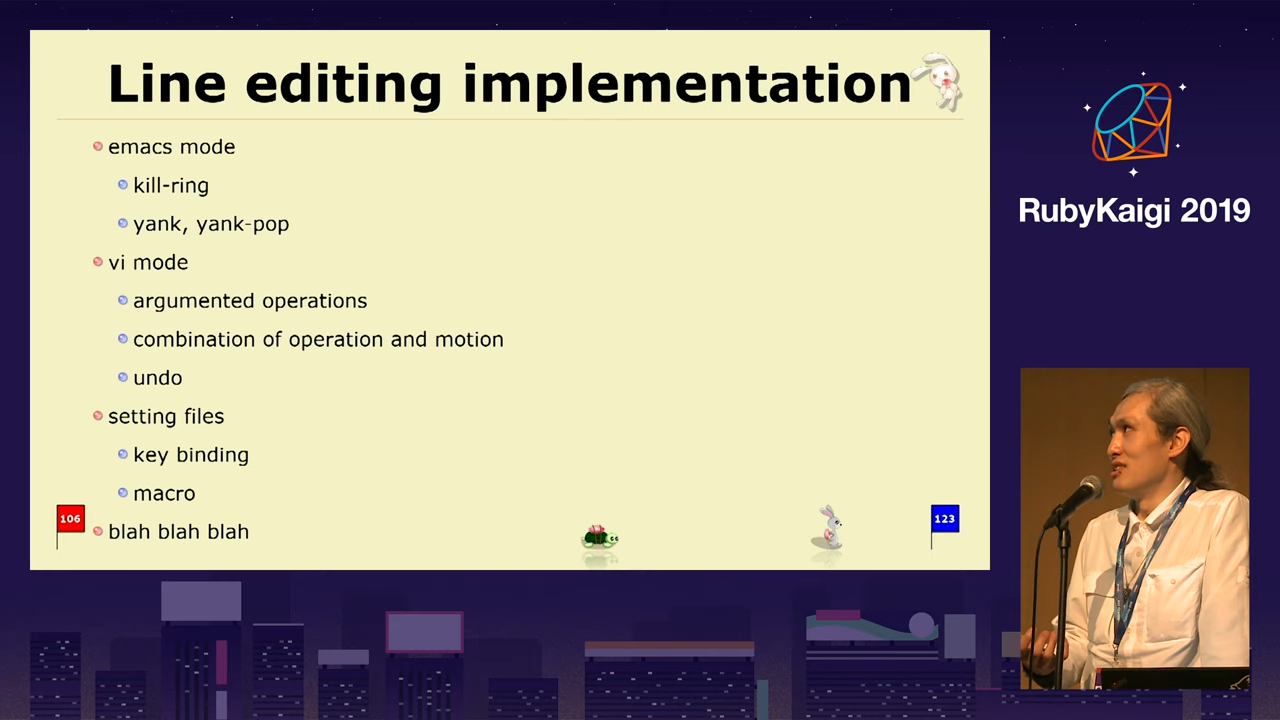 Line editing implementation
emacs mode
kill-ring
yank, yank-pop
vi mode
argumented operations
combination of operation and motion
undo
setting files
key binding
macro
blah blah blah
106
123
RubyKaigi 2019